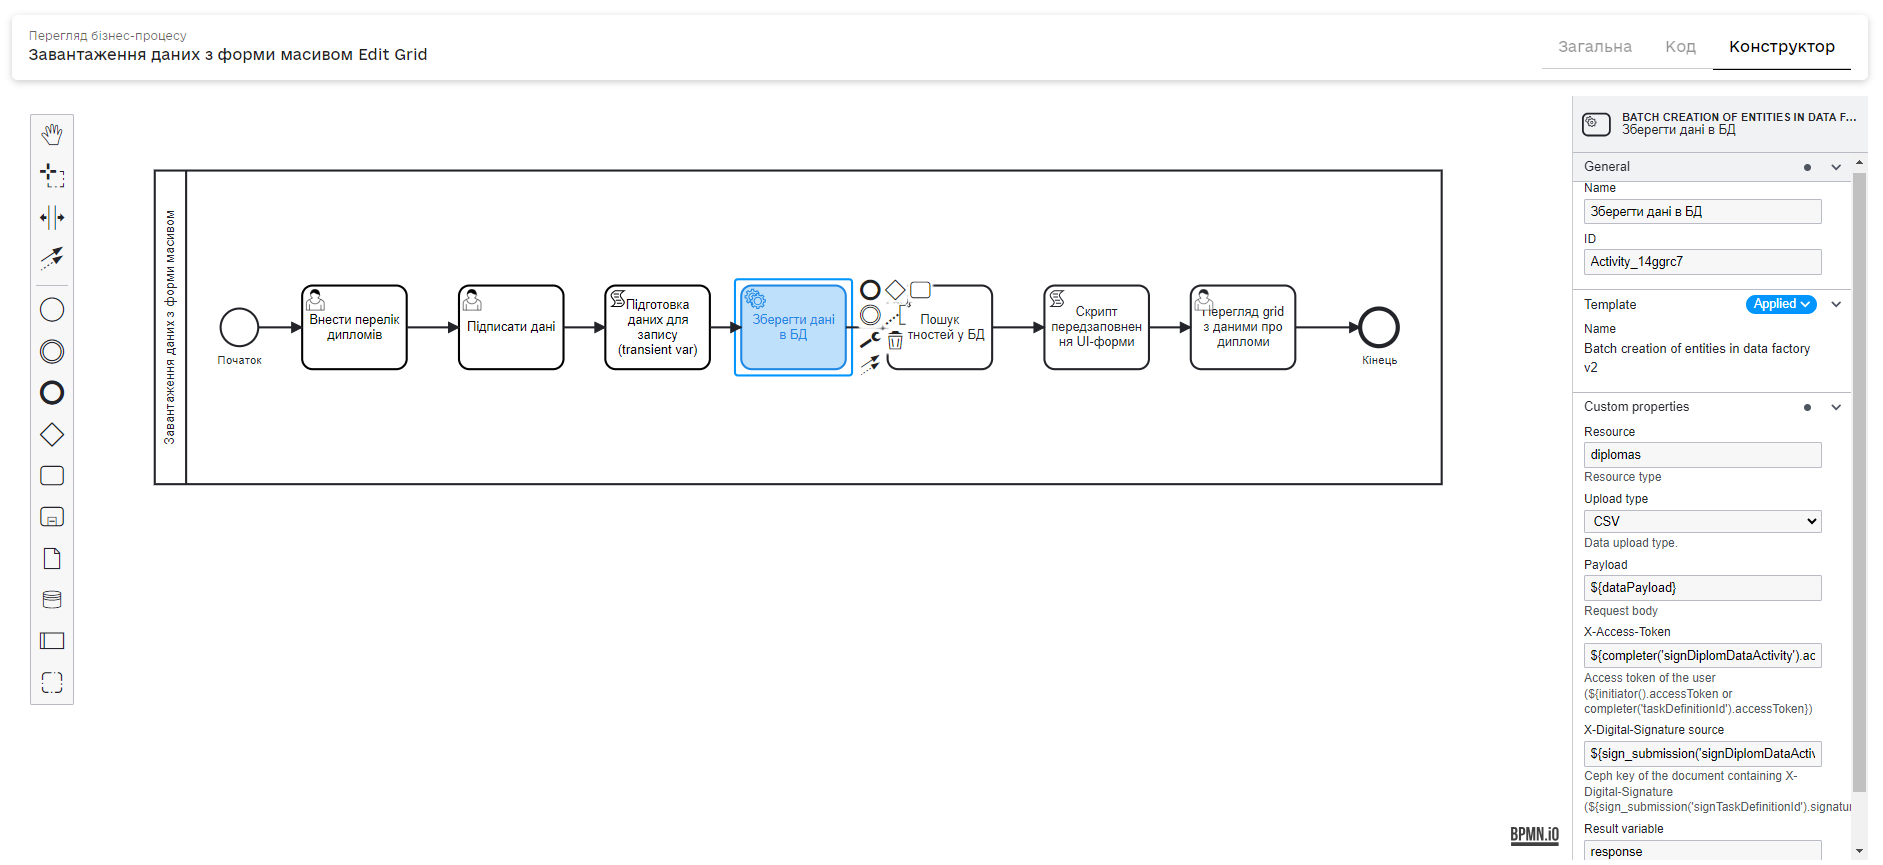 Перегляд бізнес-процесу
Завантаження даних з форми масивом Edit Grid
Загальна
Код
Конструктор
Завантаження даних з форми масивом
Початок
Внести перелік
дипломів
Підписати дані
Підготовка
даних для
запису
(transient var)
Зберегти дані
в БД
Пошук
тностей у БД
Скрипт
передзаповнен
ня UI-форми
Перегляд grid
з даними про
дипломи
Кінець
BPMN.iO
BATCH CREATION OF ENTITIES IN DATA F...
Зберегти дані в БД
General
Name
Зберегти дані в БД
ID
Activity_14ggrc7
Template
Applied
Name
Batch creation of entities in data factory
v2
Custom properties
Resource
diplomas
Resource type
Upload type
CSV
Data upload type.
Payload
${dataPayload}
Request body
X-Access-Token
${completer('signDiplomDataActivity').ac
Access token of the user
(${initiator().accessToken or
completer('taskDefinitionId').accessToken})
X-Digital-Signature source
${sign_submission('signDiplomDataActiv
Ceph key of the document containing X-
Digital-Signature
(${sign_submission('signTaskDefinitionId').signatur
Result variable
response